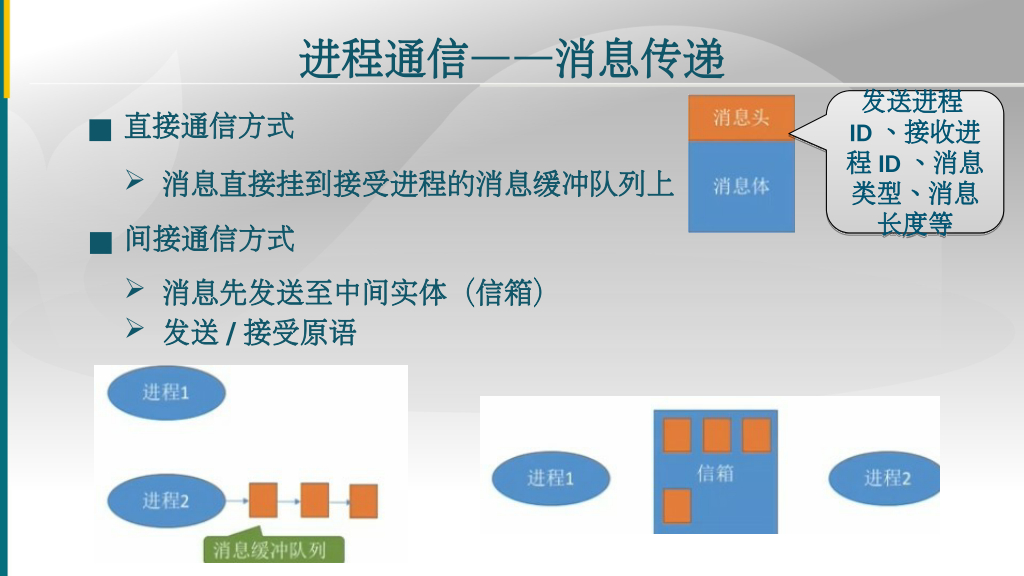 进程通信——消息传递
■ 直接通信方式
➢ 消息直接挂到接受进程的消息缓冲队列上
■ 间接通信方式
➢ 消息先发送至中间实体（信箱）
➢ 发送 / 接受原语
消息头
消息体
发送进程
ID 、接收进
程 ID 、消息
类型、消息
长度等
进程1
进程2
消息缓冲队列
进程1
信箱
进程2